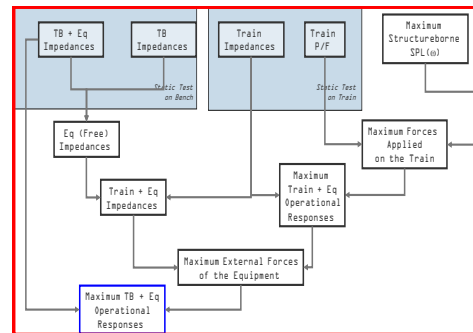 TB + Eq
Impedances
TB
Impedances
Static Test
on Bench
Train
Impedances
Train
P/F
Static Test
on Train
Maximum
Structureborne
SPL(ω)
Eq (Free)
Impedances
Maximum Forces
Applied
on the Train
Train + Eq
Impedances
Maximum
Train + Eq
Operational
Responses
Maximum External Forces
of the Equipment
Maximum TB + Eq
Operational
Responses